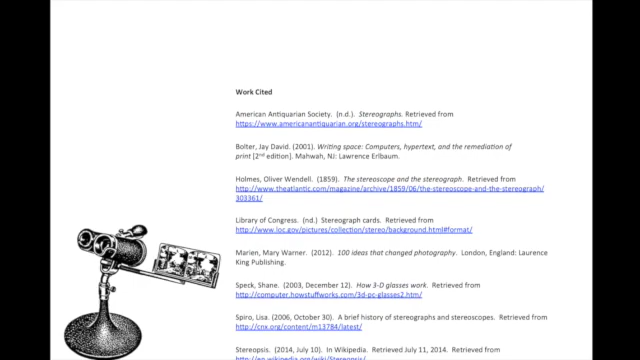 Work Cited
American Antiquarian Society. (n.d.). Stereographs. Retrieved from
https://www.americanantiquarian.org/stereographs.htm/
Bolter, Jay David. (2001). Writing space: Computers, hypertext, and the remediation of
print [2nd edition]. Mahwah, NJ: Lawrence Erlbaum.
Holmes, Oliver Wendell. (1859). The stereoscope and the stereograph. Retrieved from
http://www.theatlantic.com/magazine/archive/1859/06/the-stereoscope-and-the-stereograph/
303361/
Library of Congress. (nd.) Stereograph cards. Retrieved from
http://www.loc.gov/pictures/collection/stereo/background.html#format/
Marien, Mary Warner. (2012). 100 ideas that changed photography. London, England: Laurence
King Publishing.
Speck, Shane. (2003, December 12). How 3-D glasses work. Retrieved from
http://computer.howstuffworks.com/3d-pc-glasses2.htm/
Spiro, Lisa. (2006, October 30). A brief history of stereographs and stereoscopes. Retrieved from
http://cnx.org/content/m13784/latest/
Stereopsis. (2014, July 10). In Wikipedia. Retrieved July 11, 2014. Retrieved from
http://en.wikipedia.org/wiki/Stereopsis/